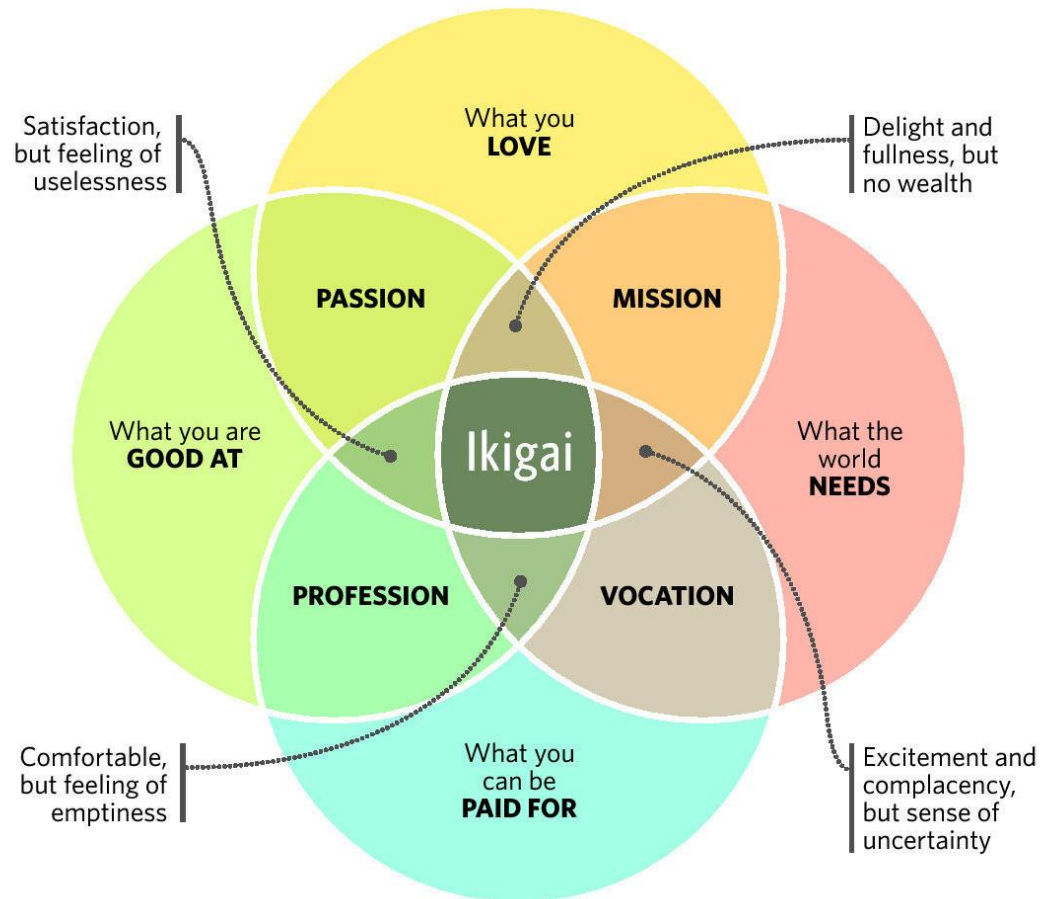 What you
LOVE
Satisfaction,
but feeling of
uselessness
Delight and
fullness, but
no wealth
PASSION
MISSION
What you are
GOOD AT
Ikigai
What the
world
NEEDS
PROFESSION
VOCATION
What you
can be
PAID FOR
Comfortable,
but feeling of
emptiness
Excitement and
complacency,
but sense of
uncertainty